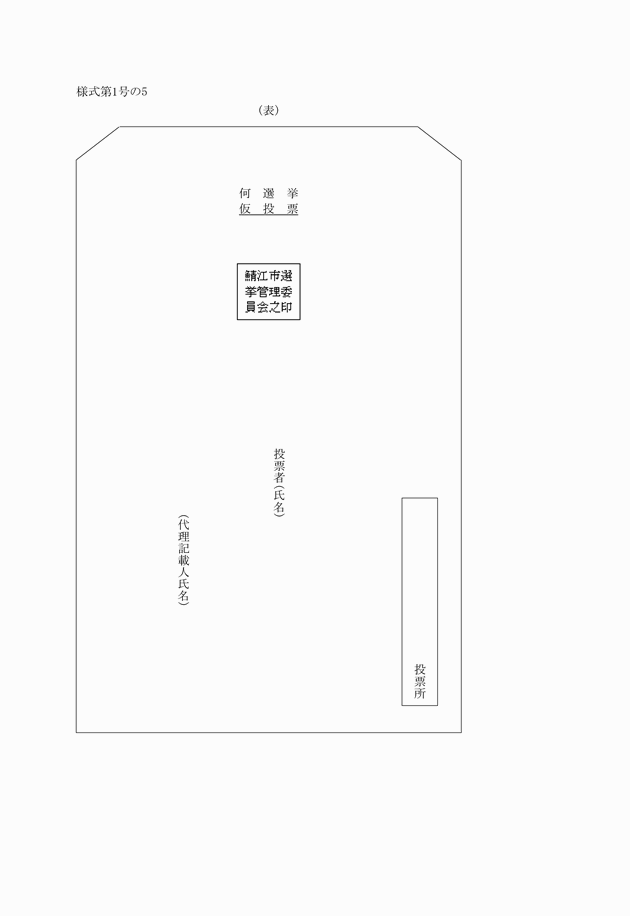 様式第1号の5
(表)
何選挙
仮投票
鯖江市選
挙管理委
員会之印
投票者(氏名)
(代理記載人氏名)
投票所